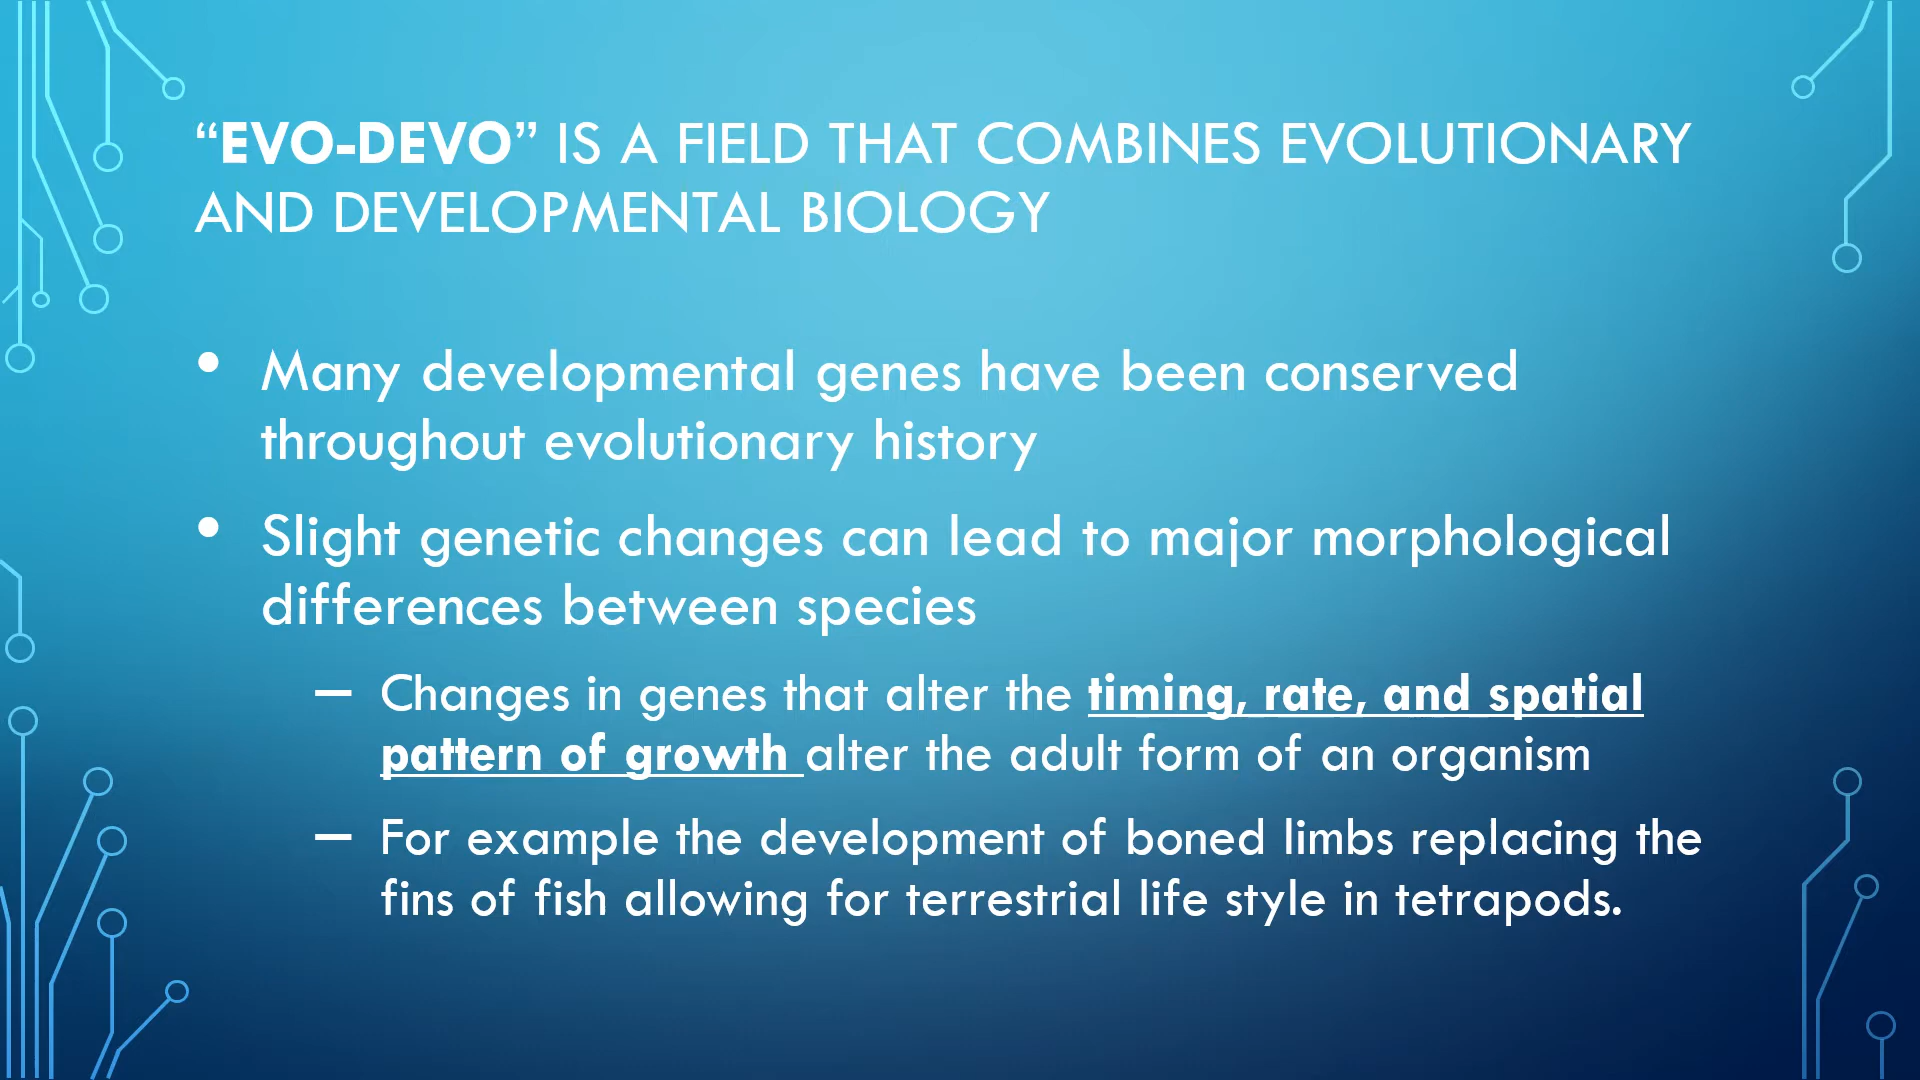 “EVO-DEVO” IS A FIELD THAT COMBINES EVOLUTIONARY
AND DEVELOPMENTAL BIOLOGY
• Many developmental genes have been conserved
throughout evolutionary history
• Slight genetic changes can lead to major morphological
differences between species
– Changes in genes that alter the timing, rate, and spatial
pattern of growth alter the adult form of an organism
– For example the development of boned limbs replacing the
fins of fish allowing for terrestrial life style in tetrapods.